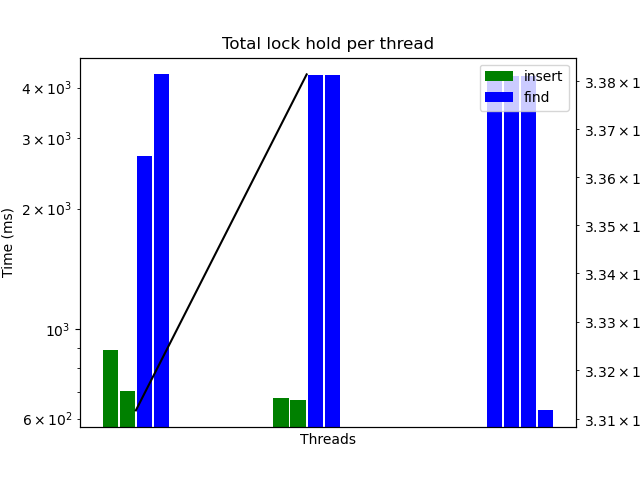 Total lock hold per thread
insert
find
4 × 10³
3 × 10³
2 × 10³
10³
6 × 10²
Time (ms)
3.38 × 1
3.37 × 1
3.36 × 1
3.35 × 1
3.34 × 1
3.33 × 1
3.32 × 1
3.31 × 1
Threads